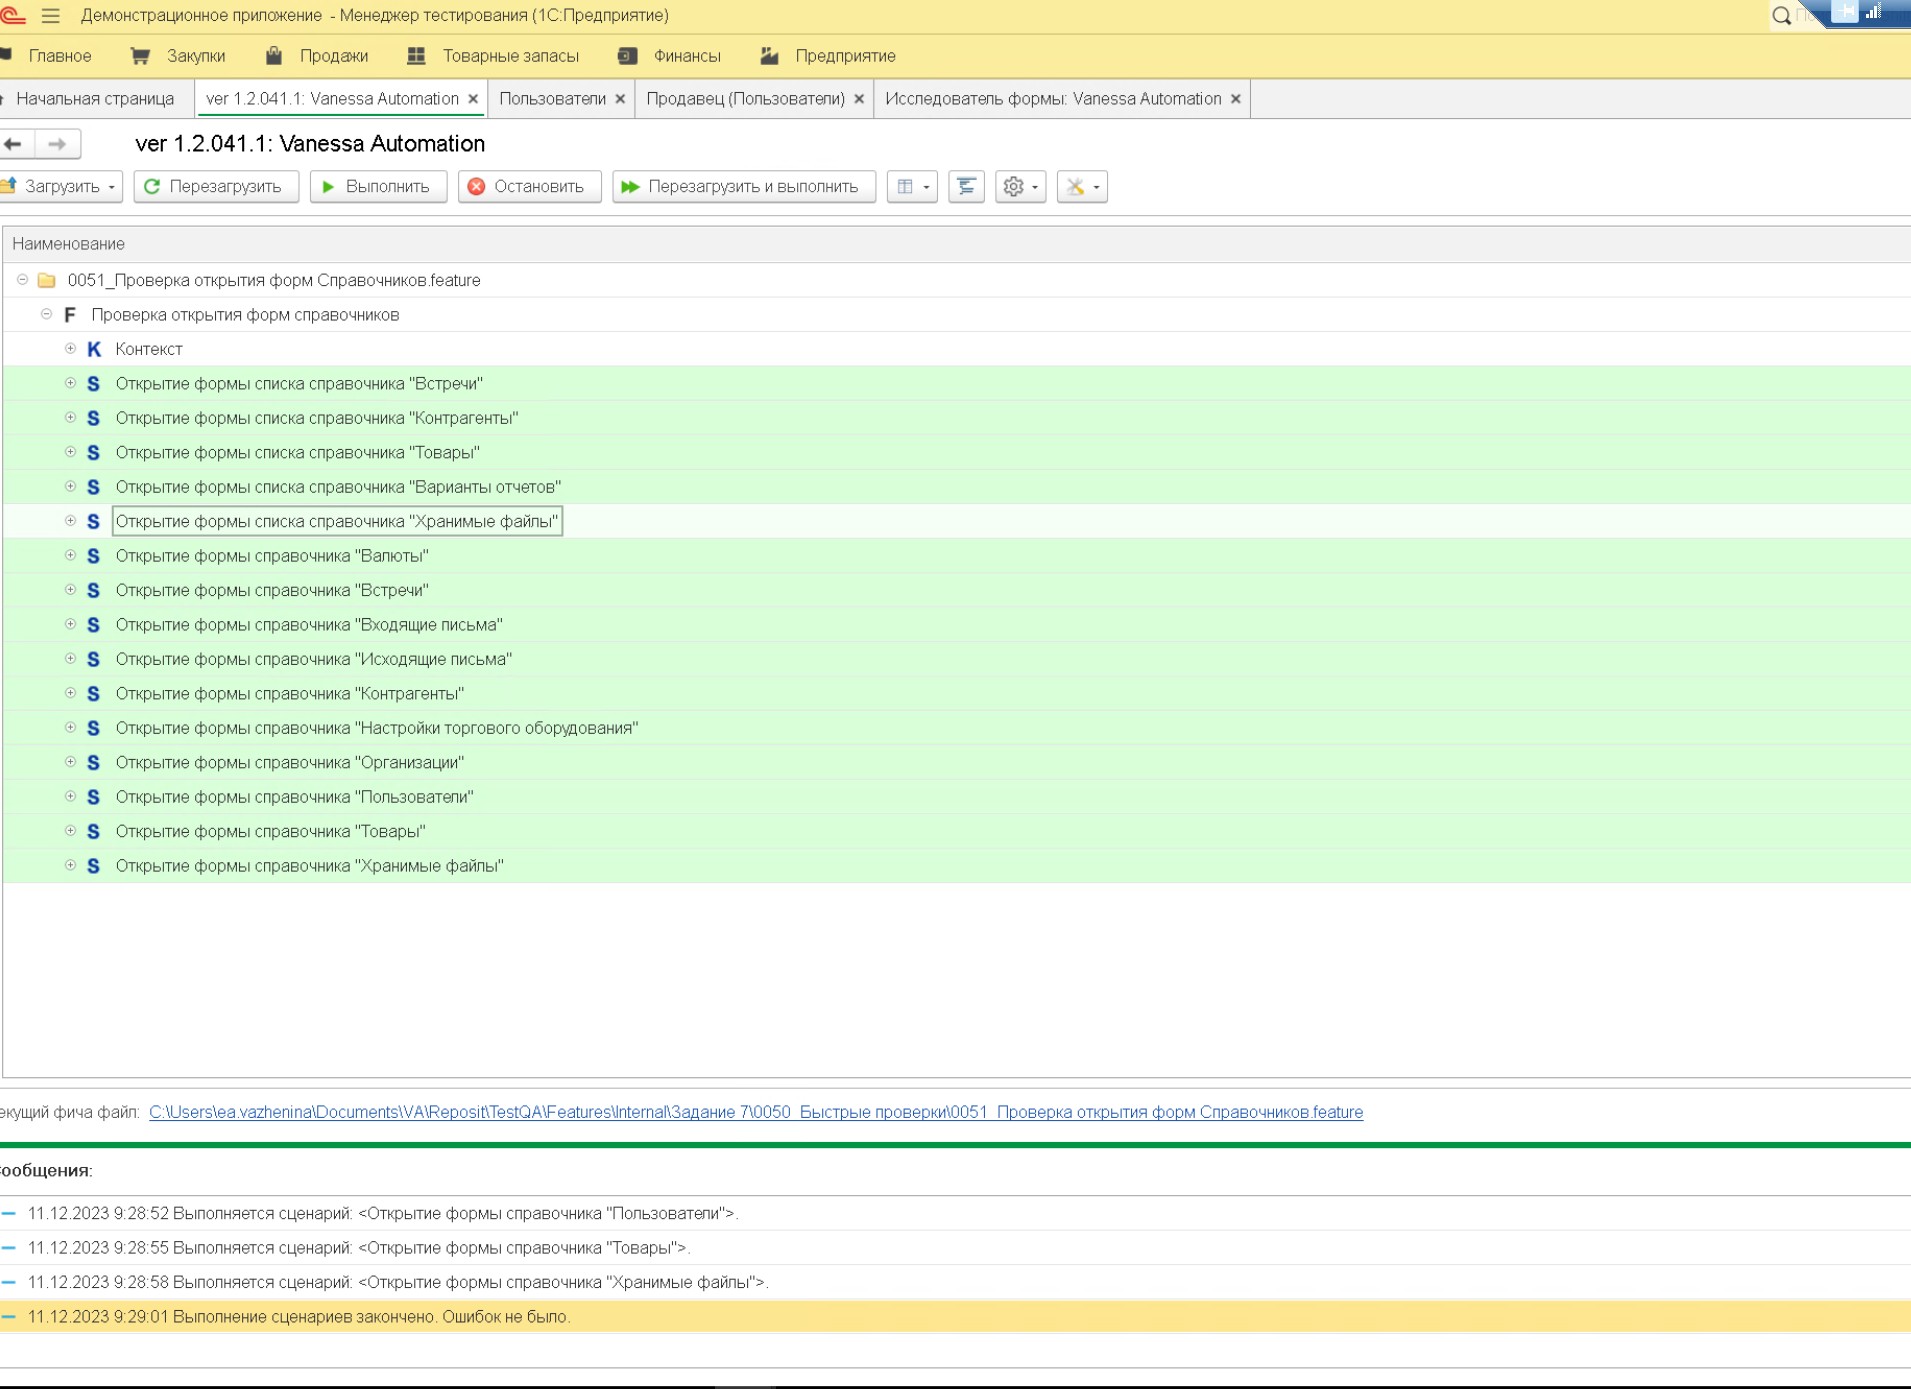 Демонстрационное приложение - Менеджер тестирования (1С:Предприятие)
Главное Закупки Продажи Товарные запасы Финансы Предприятие
Начальная страница ver 1.2.041.1: Vanessa Automation × Пользователи × Продавец (Пользователи) × Исследователь формы: Vanessa Automation ×
ver 1.2.041.1: Vanessa Automation
Загрузить Перезагрузить Выполнить Остановить Перезагрузить и выполнить
Наименование
0051_Проверка открытия форм Справочников.feature
F Проверка открытия форм справочников
K Контекст
S Открытие формы списка справочника "Встречи"
S Открытие формы списка справочника "Контрагенты"
S Открытие формы списка справочника "Товары"
S Открытие формы списка справочника "Варианты отчетов"
S Открытие формы списка справочника "Хранимые файлы"
S Открытие формы справочника "Валюты"
S Открытие формы справочника "Встречи"
S Открытие формы справочника "Входящие письма"
S Открытие формы справочника "Исходящие письма"
S Открытие формы справочника "Контрагенты"
S Открытие формы справочника "Настройки торгового оборудования"
S Открытие формы справочника "Организации"
S Открытие формы справочника "Пользователи"
S Открытие формы справочника "Товары"
S Открытие формы справочника "Хранимые файлы"
екущий фича файл: C:\Users\ea.vazhenina\Documents\VA\Reposit\TestQA\Features\Internal\Задание 7\0050_Быстрые проверки\0051_Проверка открытия форм Справочников.feature
ообщения:
11.12.2023 9:28:52 Выполняется сценарий: <Открытие формы справочника "Пользователи">.
11.12.2023 9:28:55 Выполняется сценарий: <Открытие формы справочника "Товары">.
11.12.2023 9:28:58 Выполняется сценарий: <Открытие формы справочника "Хранимые файлы">.
11.12.2023 9:29:01 Выполнение сценариев закончено. Ошибок не было.